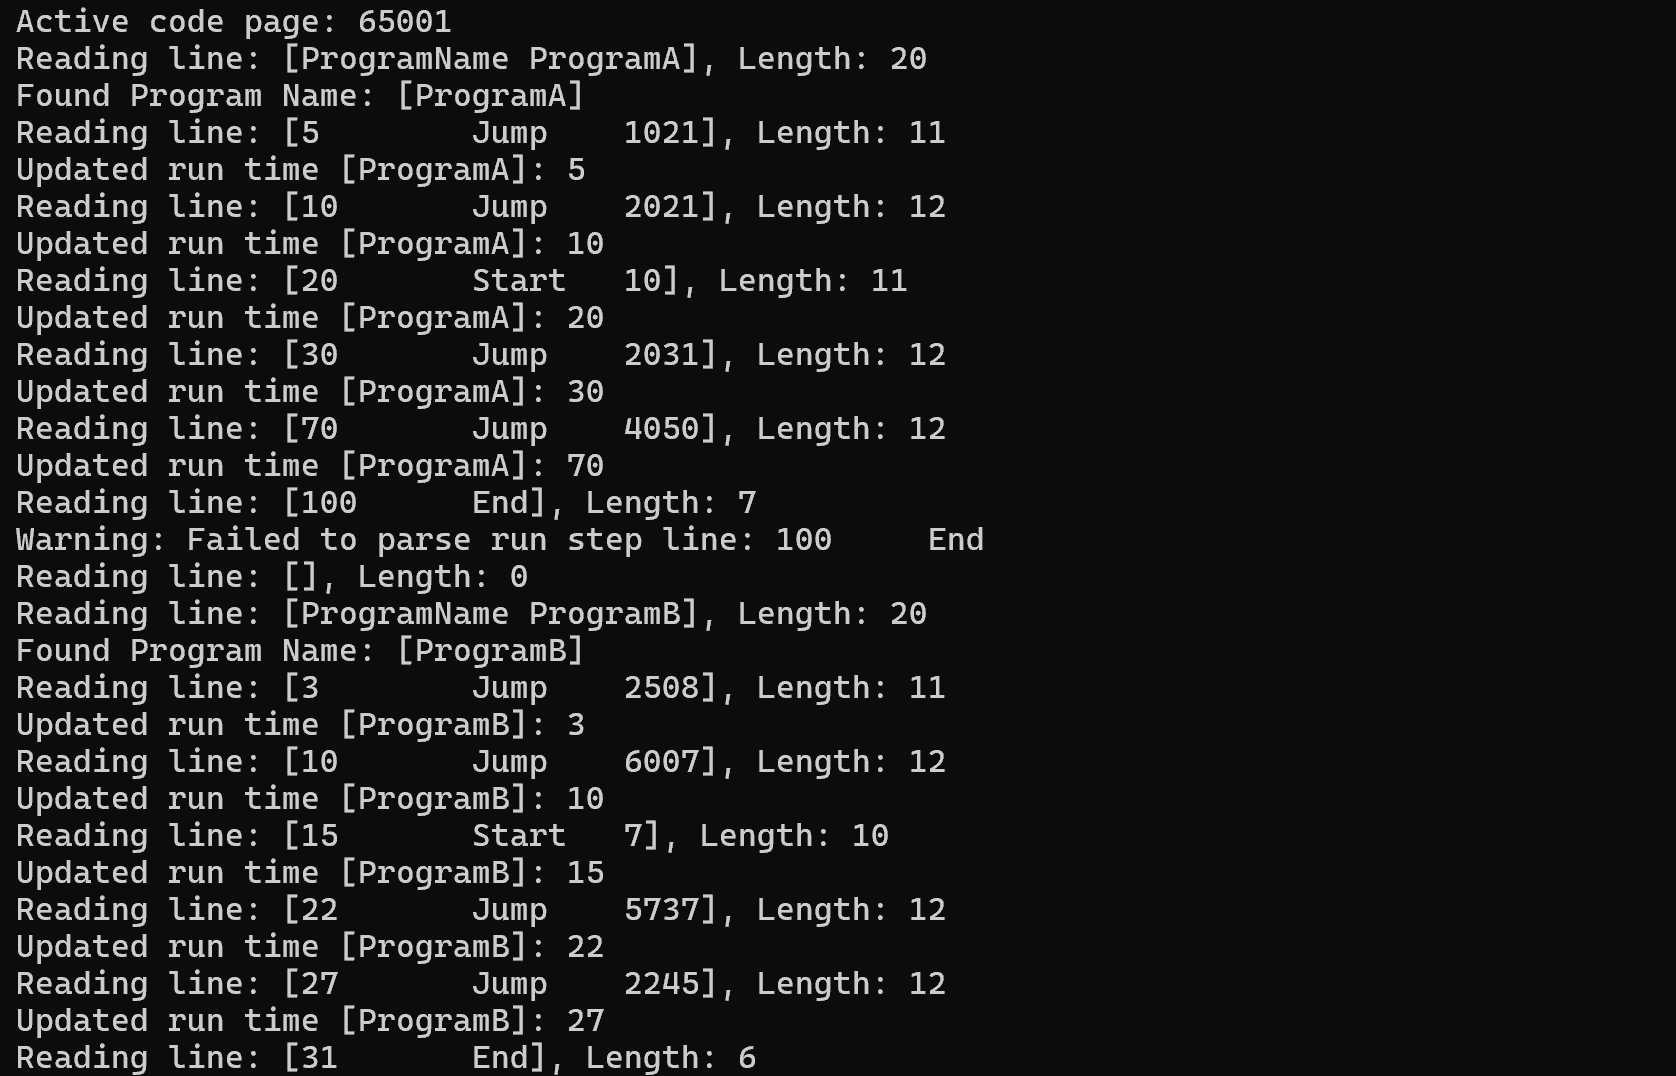 Active code page: 65001
Reading line: [ProgramName ProgramA], Length: 20
Found Program Name: [ProgramA]
Reading line: [5        Jump    1021], Length: 11
Updated run time [ProgramA]: 5
Reading line: [10       Jump    2021], Length: 12
Updated run time [ProgramA]: 10
Reading line: [20       Start   10], Length: 11
Updated run time [ProgramA]: 20
Reading line: [30       Jump    2031], Length: 12
Updated run time [ProgramA]: 30
Reading line: [70       Jump    4050], Length: 12
Updated run time [ProgramA]: 70
Reading line: [100      End], Length: 7
Warning: Failed to parse run step line: 100     End
Reading line: [], Length: 0
Reading line: [ProgramName ProgramB], Length: 20
Found Program Name: [ProgramB]
Reading line: [3        Jump    2508], Length: 11
Updated run time [ProgramB]: 3
Reading line: [10       Jump    6007], Length: 12
Updated run time [ProgramB]: 10
Reading line: [15       Start   7], Length: 10
Updated run time [ProgramB]: 15
Reading line: [22       Jump    5737], Length: 12
Updated run time [ProgramB]: 22
Reading line: [27       Jump    2245], Length: 12
Updated run time [ProgramB]: 27
Reading line: [31       End], Length: 6